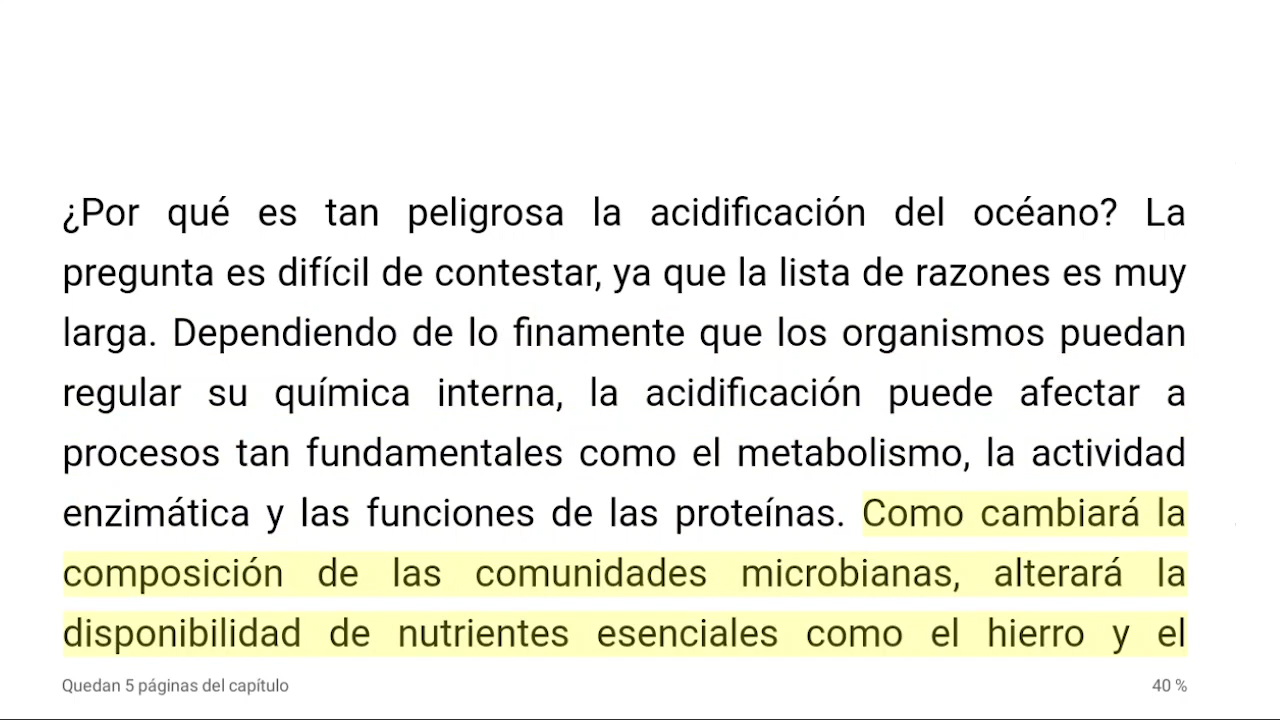 ¿Por qué es tan peligrosa la acidificación del océano? La
pregunta es difícil de contestar, ya que la lista de razones es muy
larga. Dependiendo de lo finamente que los organismos puedan
regular su química interna, la acidificación puede afectar a
procesos tan fundamentales como el metabolismo, la actividad
enzimática y las funciones de las proteínas. Como cambiará la
composición de las comunidades microbianas, alterará la
disponibilidad de nutrientes esenciales como el hierro y el
Quedan 5 páginas del capítulo 40 %